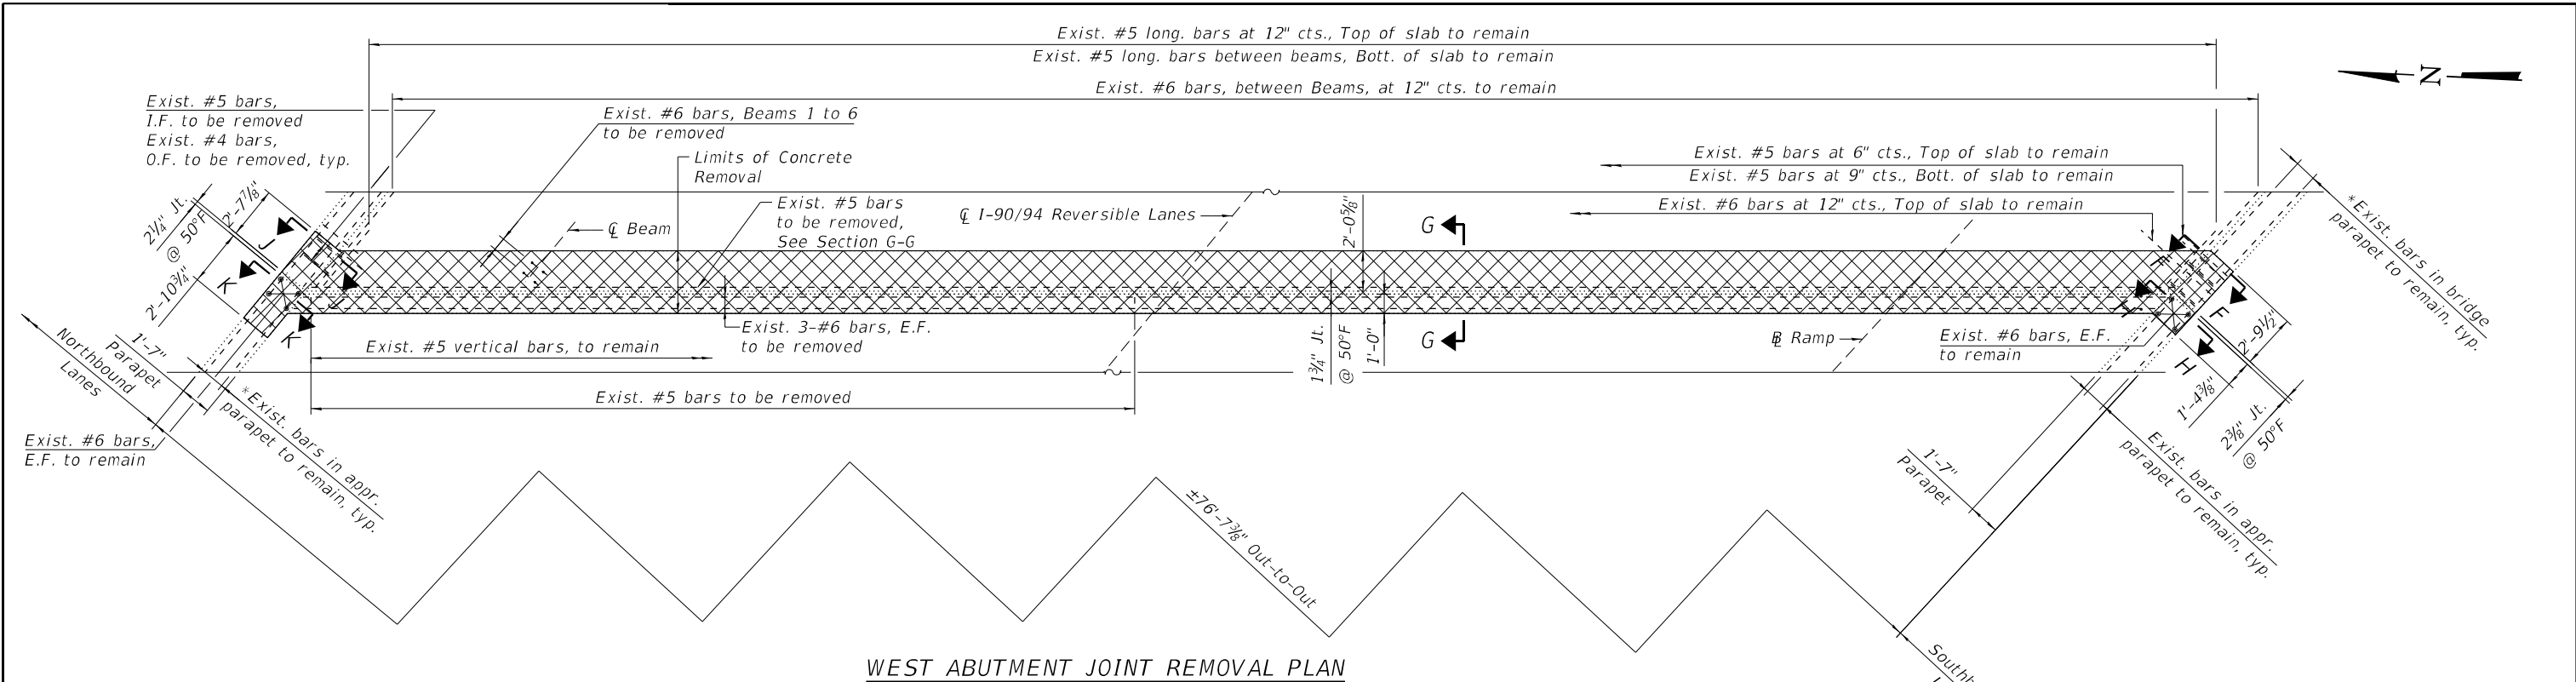 Exist. #5 long. bars at 12" cts., Top of slab to remain
Exist. #5 long. bars between beams, Bott. of slab to remain
Exist. #6 bars, between Beams, at 12" cts. to remain
N
Exist. #5 bars,
I.F. to be removed
Exist. #4 bars,
O.F. to be removed, typ.
Exist. #6 bars, Beams 1 to 6
to be removed
Limits of Concrete
Removal
Exist. #5 bars
to be removed,
See Section G-G
℄ Beam
℄ I-90/94 Reversible Lanes
Exist. #5 bars at 6" cts., Top of slab to remain
Exist. #5 bars at 9" cts., Bott. of slab to remain
Exist. #6 bars at 12" cts., Top of slab to remain
*Exist. bars in bridge
parapet to remain, typ.
2¼" Jt.
@ 50°F
2'-7⅞"
2'-10¾"
J
J
K
K
G
G
2'-0⅝"
1¾" Jt.
@ 50°F
1'-0"
F
F
H
H
Exist. 3-#6 bars, E.F.
to be removed
Exist. #5 vertical bars, to remain
Exist. #5 bars to be removed
B Ramp
Exist. #6 bars, E.F.
to remain
2'-9½"
1'-4⅜"
2⅜" Jt.
@ 50°F
Northbound
Lanes
1'-7"
Parapet
*Exist. bars in appr.
parapet to remain, typ.
Exist. #6 bars,
E.F. to remain
±76'-7⅜" Out-to-Out
1'-7"
Parapet
Exist. bars in appr.
parapet to remain, typ.
WEST ABUTMENT JOINT REMOVAL PLAN